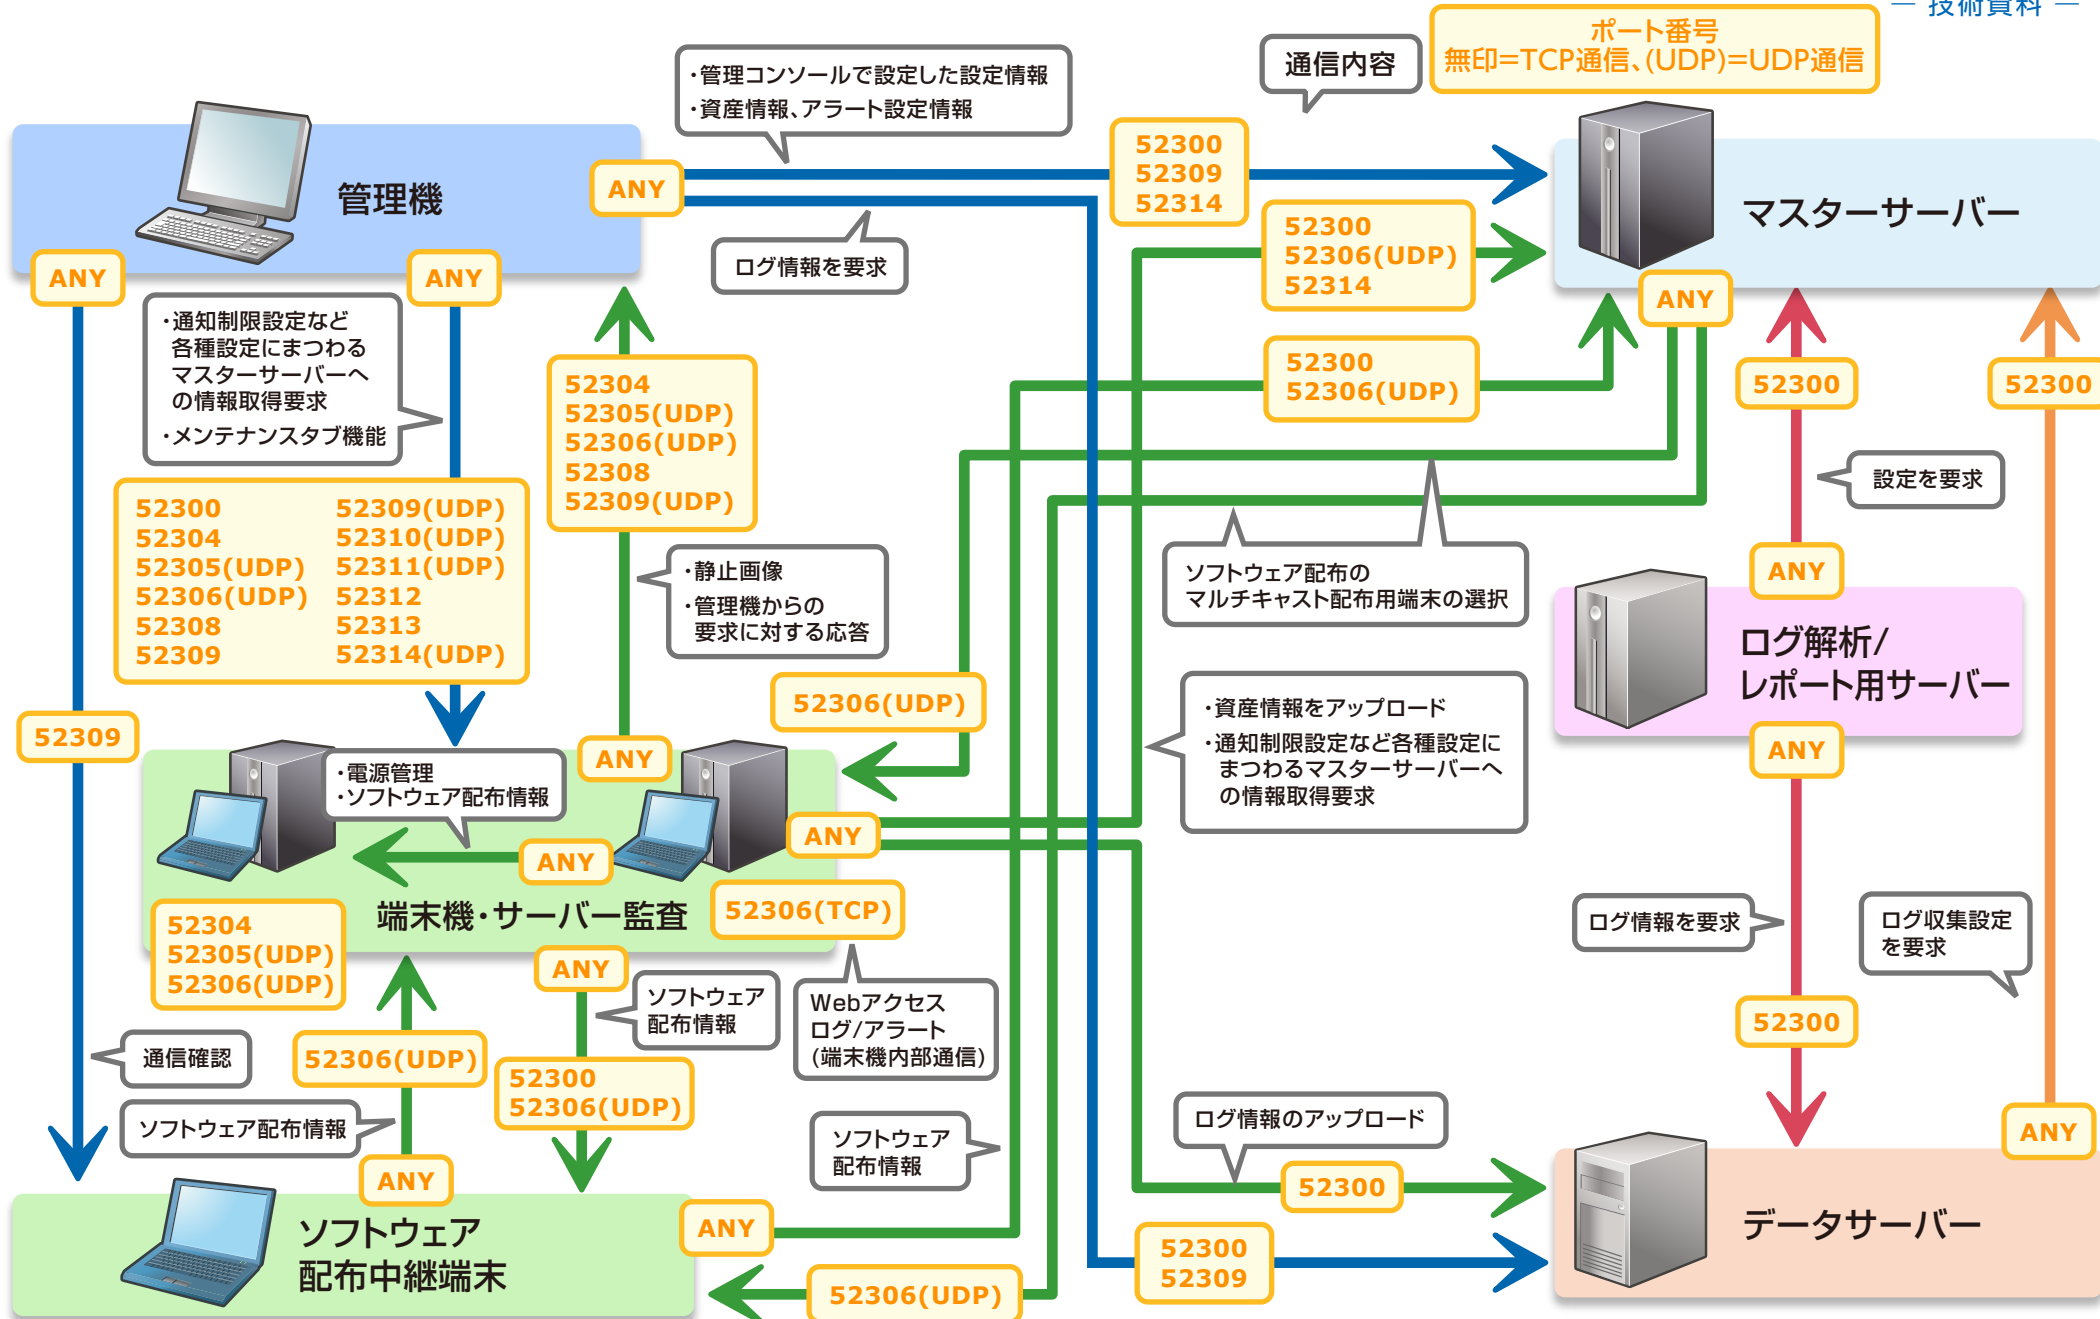 ― 技術資料 ―
ポート番号
無印=TCP通信、(UDP)=UDP通信
通信内容
・管理コンソールで設定した設定情報
・資産情報、アラート設定情報
管理機
ANY
52300
52309
52314
マスターサーバー
ログ情報を要求
52300
52306(UDP)
52314
ANY
ANY
ANY
・通知制限設定など
各種設定にまつわる
マスターサーバーへ
の情報取得要求
・メンテナンスタブ機能
52304
52305(UDP)
52306(UDP)
52308
52309(UDP)
52300
52306(UDP)
52300
52300
設定を要求
52300
52304
52305(UDP)
52306(UDP)
52308
52309
52309(UDP)
52310(UDP)
52311(UDP)
52312
52313
52314(UDP)
・静止画像
・管理機からの
要求に対する応答
ソフトウェア配布の
マルチキャスト配布用端末の選択
ANY
ログ解析/
レポート用サーバー
52306(UDP)
・資産情報をアップロード
・通知制限設定など各種設定に
まつわるマスターサーバーへ
の情報取得要求
52309
ANY
ANY
・電源管理
・ソフトウェア配布情報
ANY
ANY
端末機・サーバー監査
52306(TCP)
52304
52305(UDP)
52306(UDP)
ログ情報を要求
ログ収集設定
を要求
ANY
ソフトウェア
配布情報
Webアクセス
ログ/アラート
(端末機内部通信)
52300
通信確認
52306(UDP)
52300
52306(UDP)
ソフトウェア配布情報
ソフトウェア
配布情報
ログ情報のアップロード
ANY
ANY
52300
ソフトウェア
配布中継端末
ANY
52300
52309
データサーバー
52306(UDP)